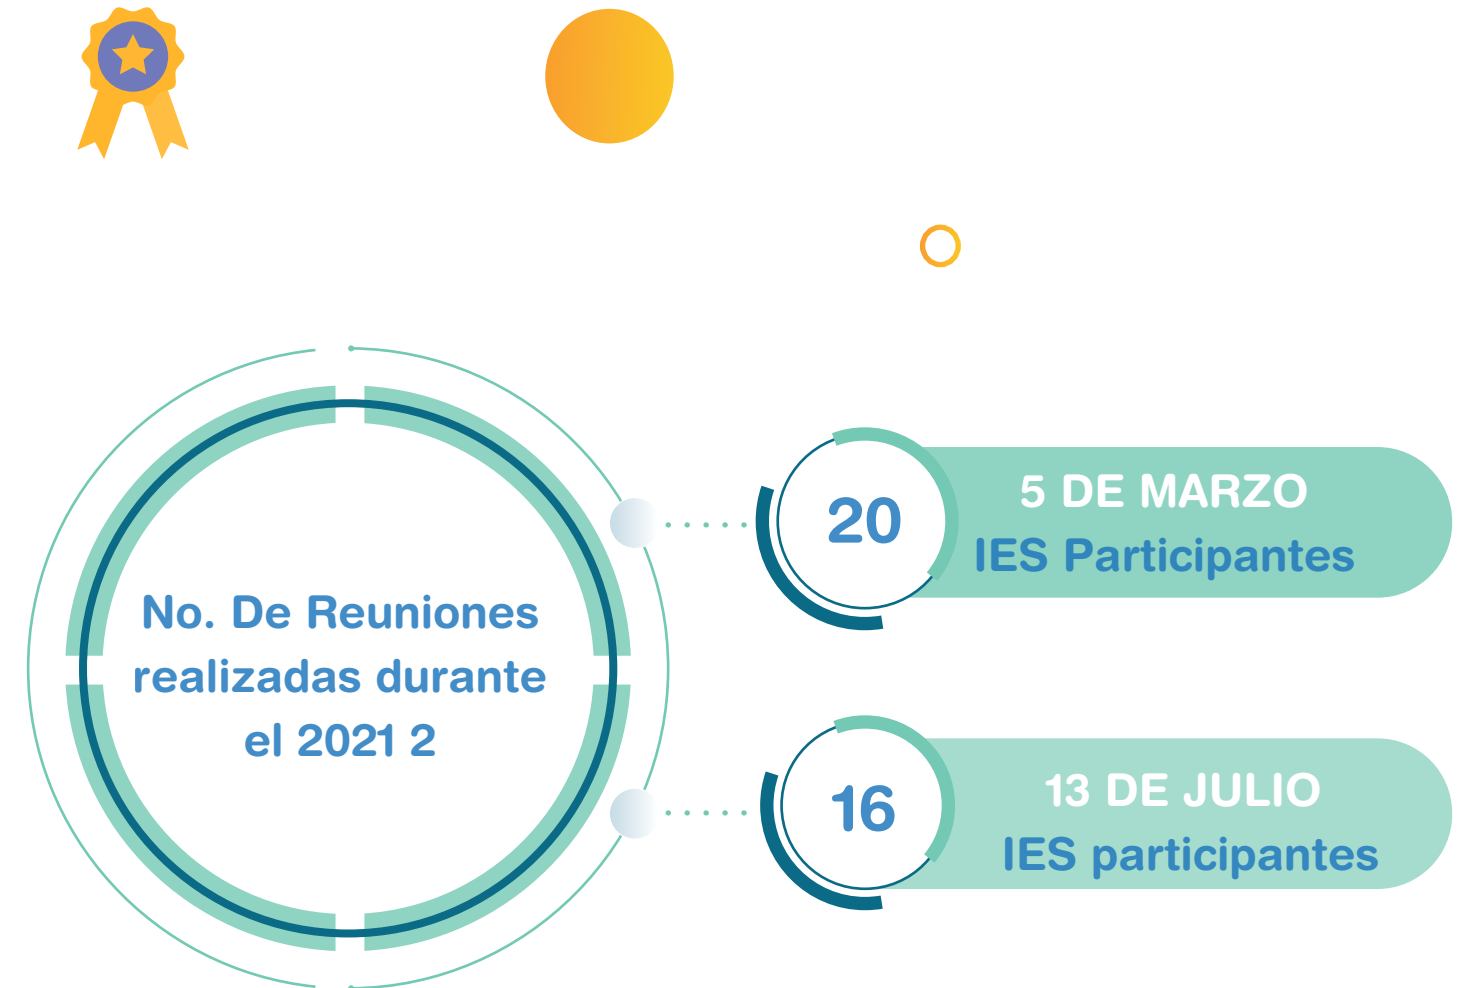 No. De Reuniones
realizadas durante
el 2021 2
20
5 DE MARZO
IES Participantes
16
13 DE JULIO
IES participantes